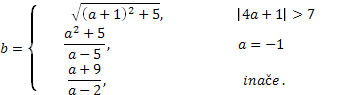 √(a + 1)² + 5, |4a + 1| > 7
b = { a² + 5 / a − 5, a = −1
a + 9 / a − 2, inače.